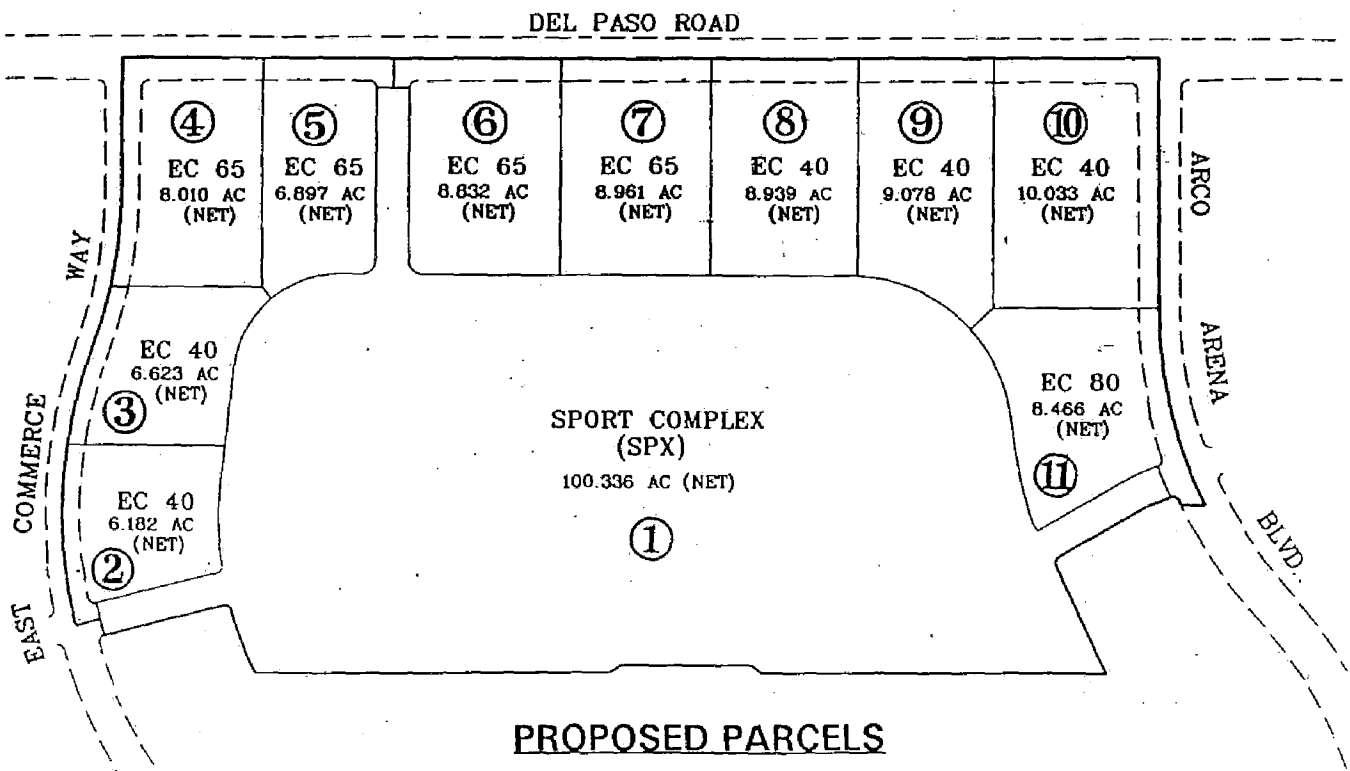 DEL PASO ROAD
④
EC 65
8.010 AC
(NET)
⑤
EC 65
6.897 AC
(NET)
⑥
EC 65
8.832 AC
(NET)
⑦
EC 65
8.961 AC
(NET)
⑧
EC 40
8.939 AC
(NET)
⑨
EC 40
9.078 AC
(NET)
⑩
EC 40
10.033 AC
(NET)
ARCO
ARENA
BLVD.
EAST
COMMERCE
WAY
EC 40
6.623 AC
(NET)
③
EC 40
6.182 AC
(NET)
②
SPORT COMPLEX
(SPX)
100.336 AC (NET)
①
EC 80
8.466 AC
(NET)
⑪
PROPOSED PARCELS